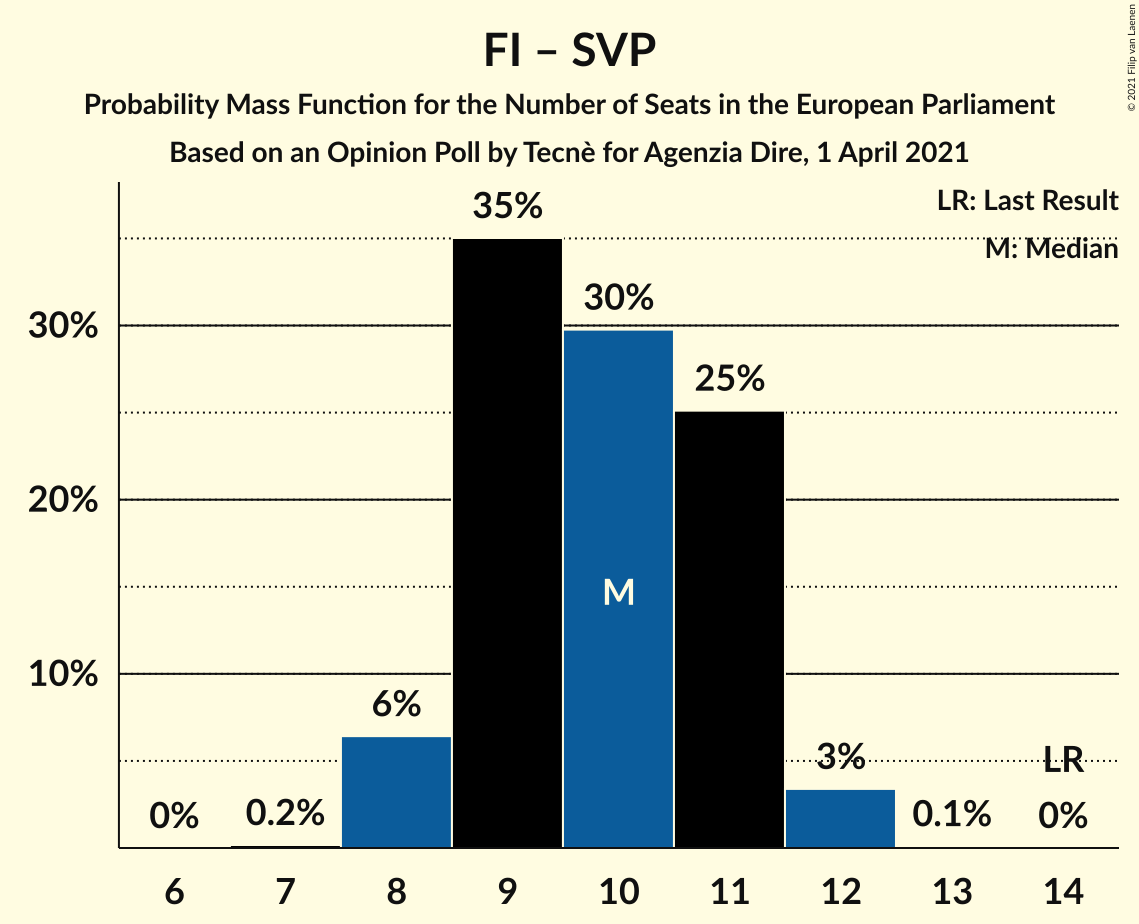 FI – SVP
Probability Mass Function for the Number of Seats in the European Parliament
Based on an Opinion Poll by Tecnè for Agenzia Dire, 1 April 2021
© 2021 Filip van Laenen
LR: Last Result
M: Median
35%
30%
25%
6%
3%
0%
0.2%
0.1%
0%
LR
M
30%
20%
10%
6 7 8 9 10 11 12 13 14